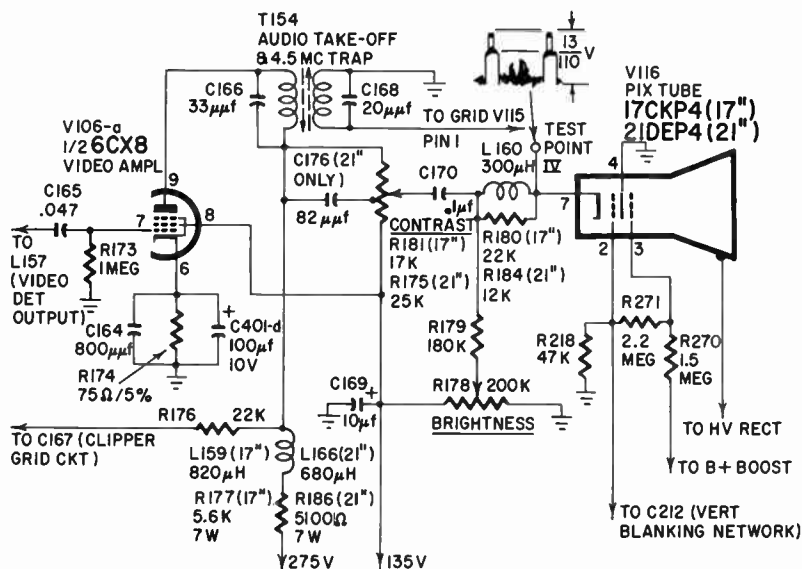 T154
AUDIO TAKE-OFF
& 4.5 MC TRAP
C166
33µµf
C168
20µµf
TO GRID V115
PIN 1
13
110
V
V116
PIX TUBE
17CKP4(17")
21DEP4(21")
V106-a
1/2 6CX8
VIDEO AMPL
9
C165
.047
7
8
6
TO
L157
(VIDEO
DET
OUTPUT)
R173
1MEG
C164
800µµf
R174
75Ω/5%
C401-d
100µf
10V
+
C176(21"
ONLY)
82µµf
C170
.1µf
L160
300µH
TEST
POINT
IV
CONTRAST
R181(17")
17K
R175(21")
25K
R180(17")
22K
R184(21")
12K
4
7
2
3
R179
180K
R178
200K
BRIGHTNESS
C169
+
10µf
R218
47K
R271
2.2
MEG
R270
1.5
MEG
R176
22K
TO C167 (CLIPPER
GRID CKT)
L159(17")
820µH
L166(21")
680µH
R177(17")
5.6K
7W
R186(21")
5100Ω
7W
275V
135V
TO HV RECT
TO B+ BOOST
TO C212 (VERT
BLANKING NETWORK)